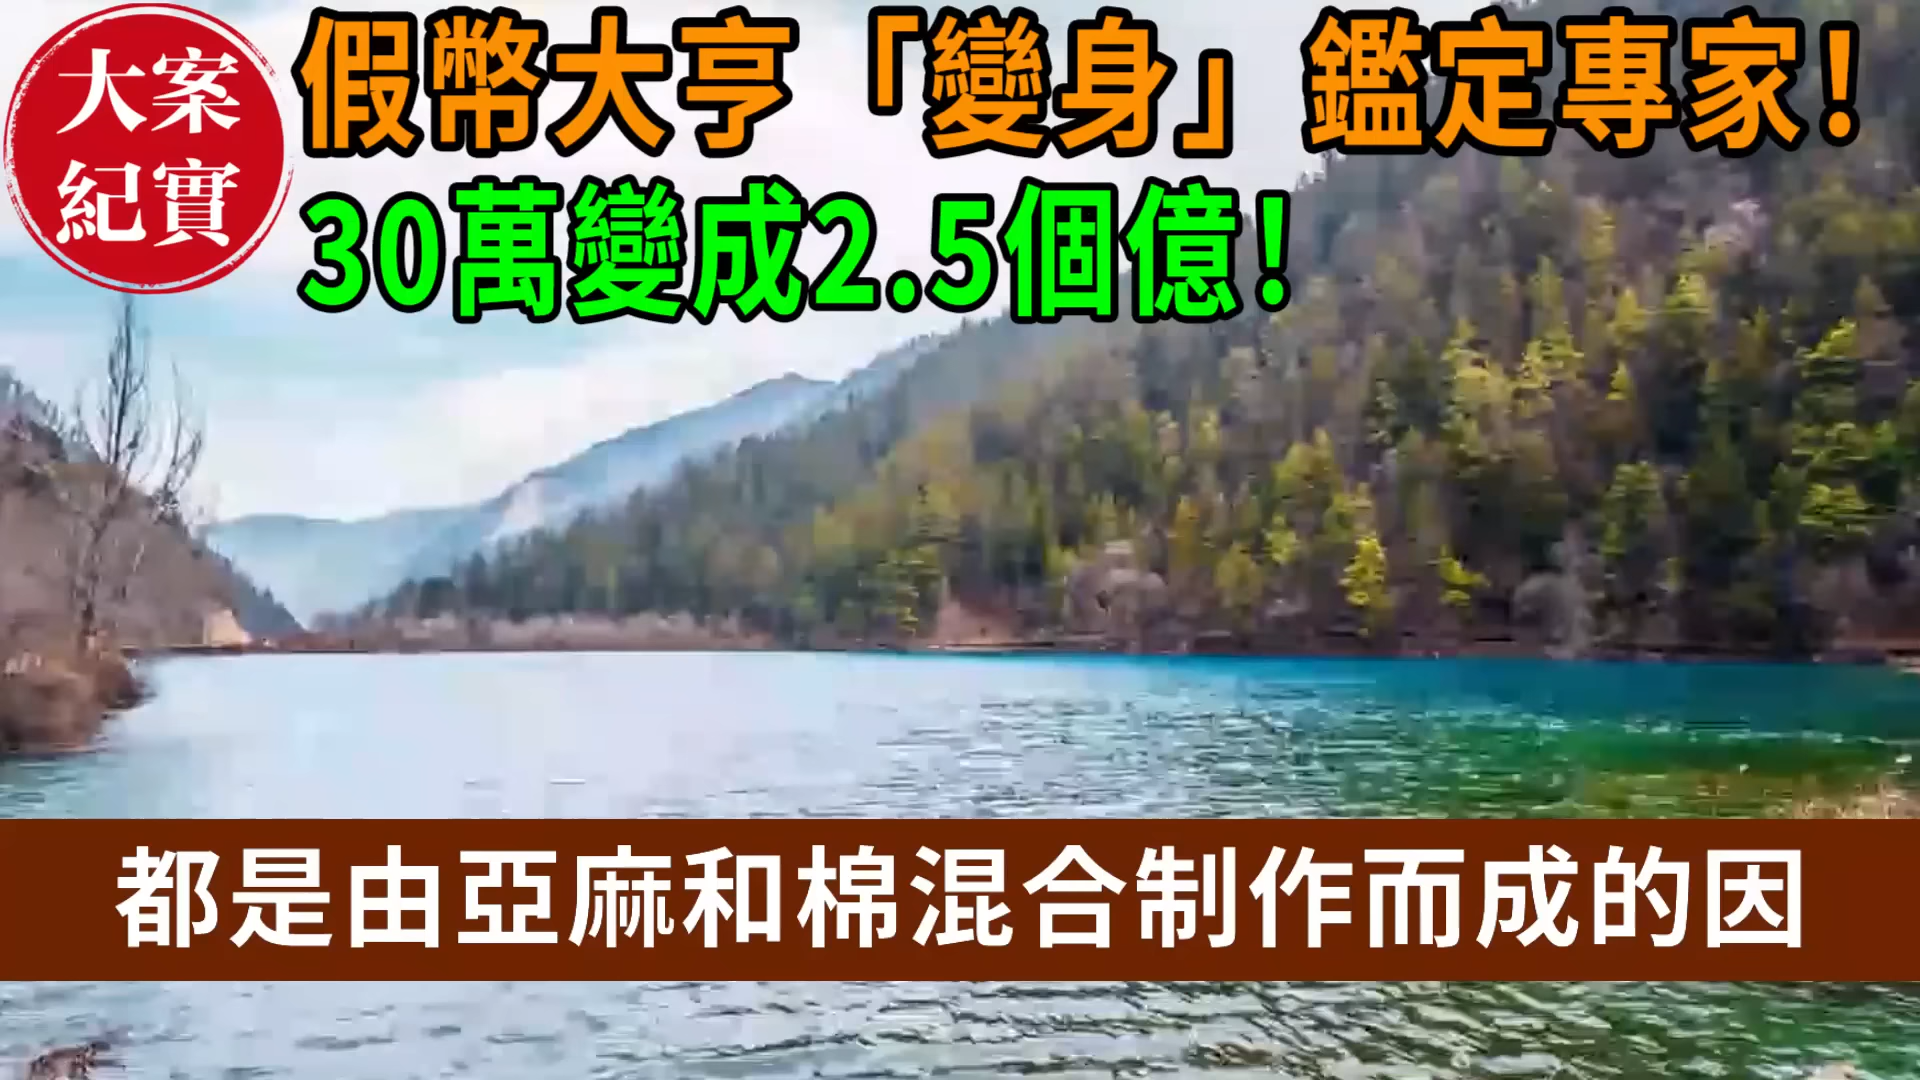 大案
紀實
假幣大亨「變身」鑑定專家!
30萬變成2.5個億!
都是由亞麻和棉混合制作而成的因